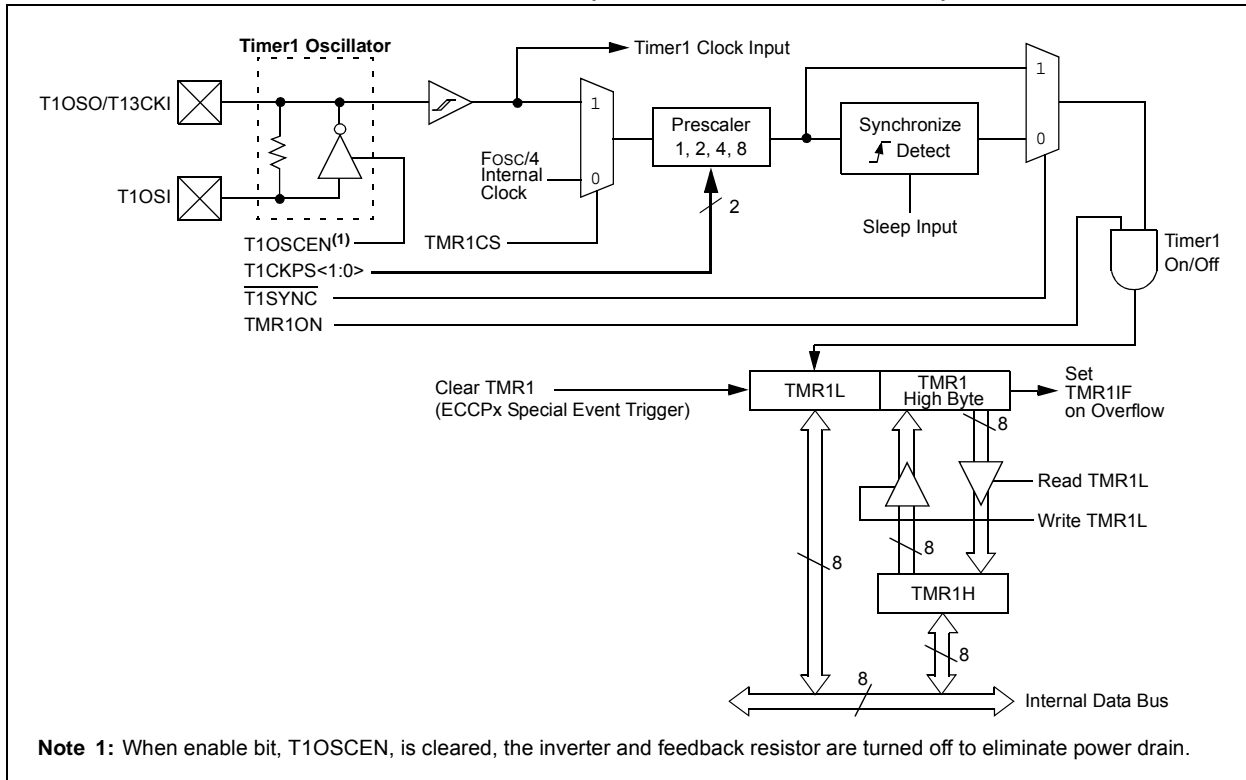 Timer1 Oscillator
Timer1 Clock Input
T1OSO/T13CKI
1
1
Prescaler
1, 2, 4, 8
Synchronize
Detect
FOSC/4
Internal
Clock
0
0
T1OSI
2
Sleep Input
T1OSCEN(1)
TMR1CS
Timer1
On/Off
T1CKPS<1:0>
T1SYNC
TMR1ON
Clear TMR1
(ECCPx Special Event Trigger)
TMR1L
TMR1
High Byte
Set
TMR1IF
on Overflow
8
Read TMR1L
Write TMR1L
8
8
TMR1H
8
8
Internal Data Bus
Note 1: When enable bit, T1OSCEN, is cleared, the inverter and feedback resistor are turned off to eliminate power drain.